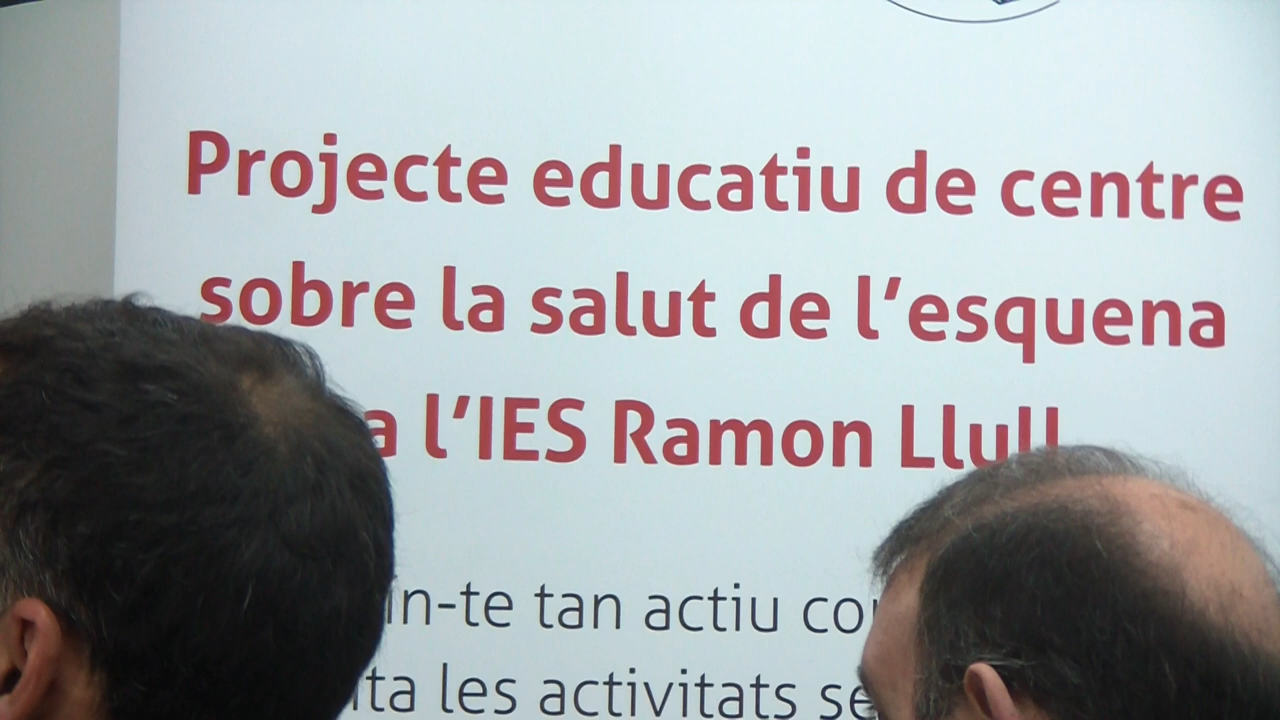 Projecte educatiu de centre
sobre la salut de l'esquena
a l'IES Ramon Llull
tan actiu
les activitats